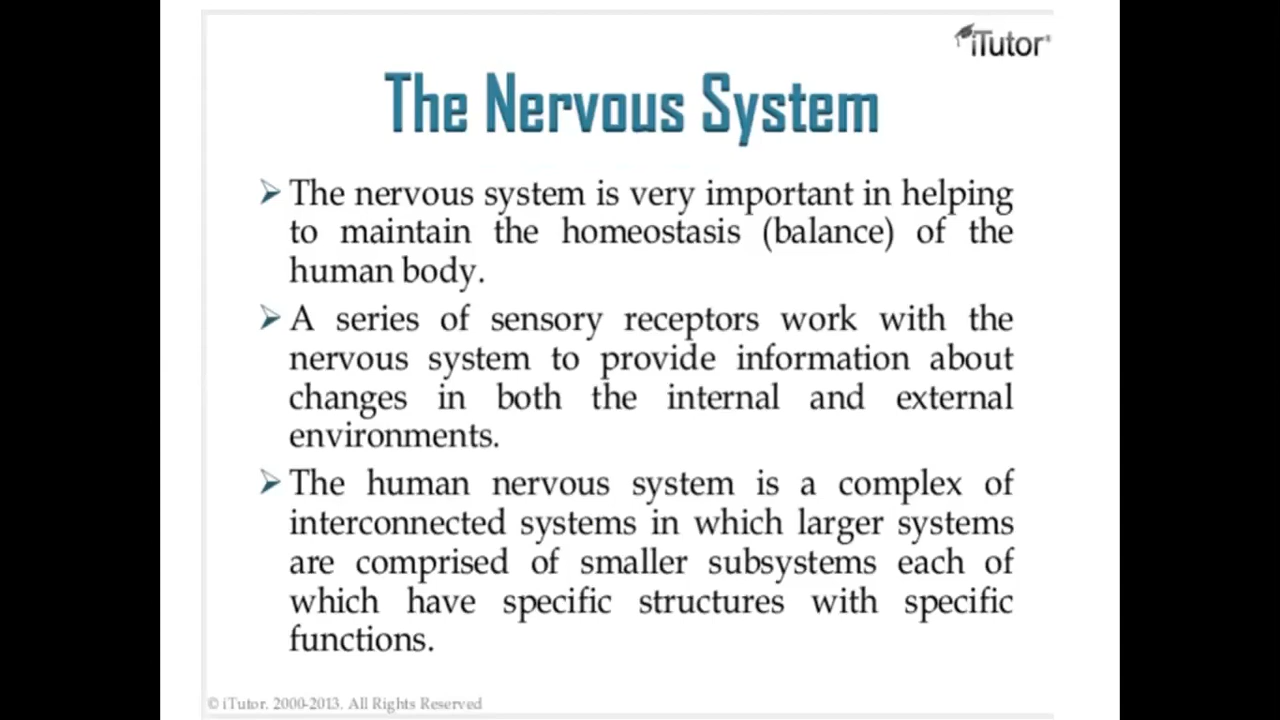 iTutor
The Nervous System
The nervous system is very important in helping
to maintain the homeostasis (balance) of the
human body.
A series of sensory receptors work with the
nervous system to provide information about
changes in both the internal and external
environments.
The human nervous system is a complex of
interconnected systems in which larger systems
are comprised of smaller subsystems each of
which have specific structures with specific
functions.
© iTutor. 2000-2013. All Rights Reserved